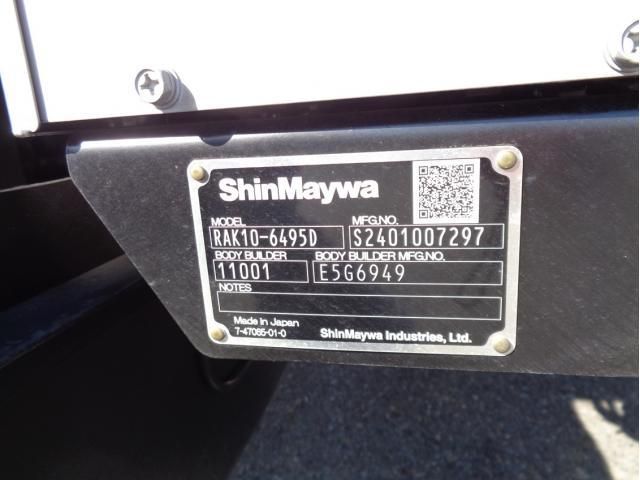 ShinMaywa
MODEL MFG.NO.
RAK10-6495D S2401007297
BODY BUILDER BODY BUILDER MFG.NO.
11001 E5G6949
NOTES
Made in Japan
7-47065-01-0 ShinMaywa Industries, Ltd.